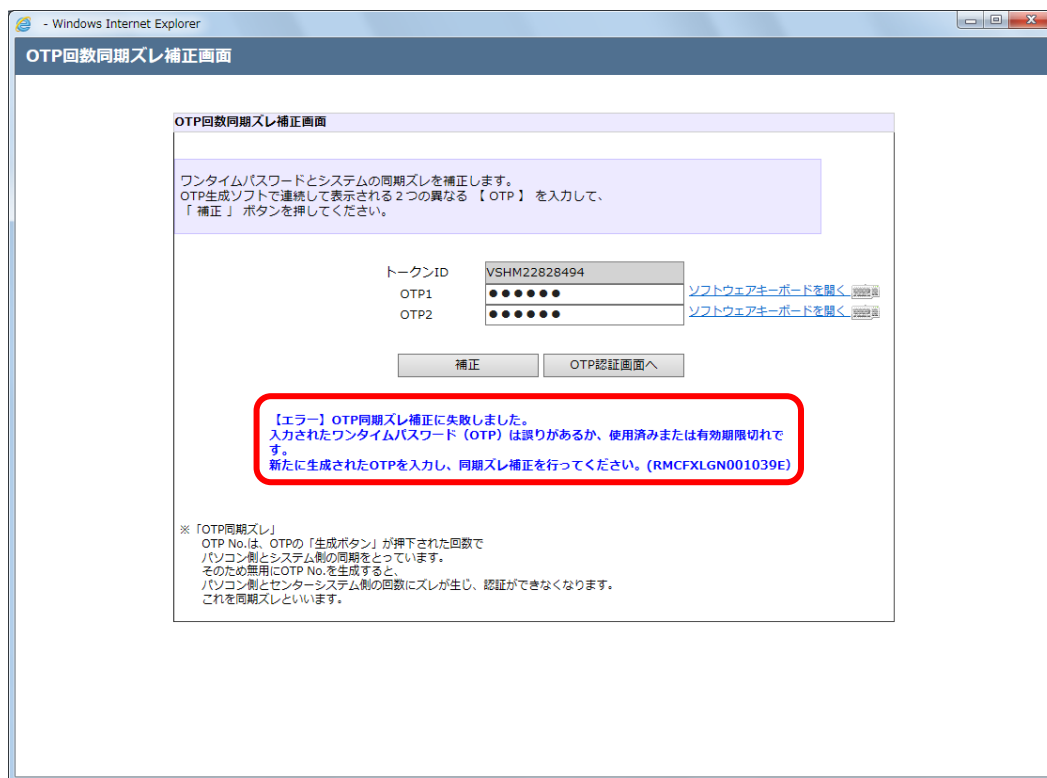 - Windows Internet Explorer
OTP回数同期ズレ補正画面
OTP回数同期ズレ補正画面
ワンタイムパスワードとシステムの同期ズレを補正します。
OTP生成ソフトで連続して表示される２つの異なる 【 OTP 】 を入力して、
「 補正 」 ボタンを押してください。
トークンID VSHM22828494
OTP1 ●●●●●● ソフトウェアキーボードを開く
OTP2 ●●●●●● ソフトウェアキーボードを開く
補正 OTP認証画面へ
【エラー】OTP同期ズレ補正に失敗しました。
入力されたワンタイムパスワード（OTP）は誤りがあるか、使用済みまたは有効期限切れで
す。
新たに生成されたOTPを入力し、同期ズレ補正を行ってください。(RMCFXLGN001039E)
※「OTP同期ズレ」
OTP No.は、OTPの「生成ボタン」が押下された回数で
パソコン側とシステム側の同期をとっています。
そのため無用にOTP No.を生成すると、
パソコン側とセンターシステム側の回数にズレが生じ、認証ができなくなります。
これを同期ズレといいます。